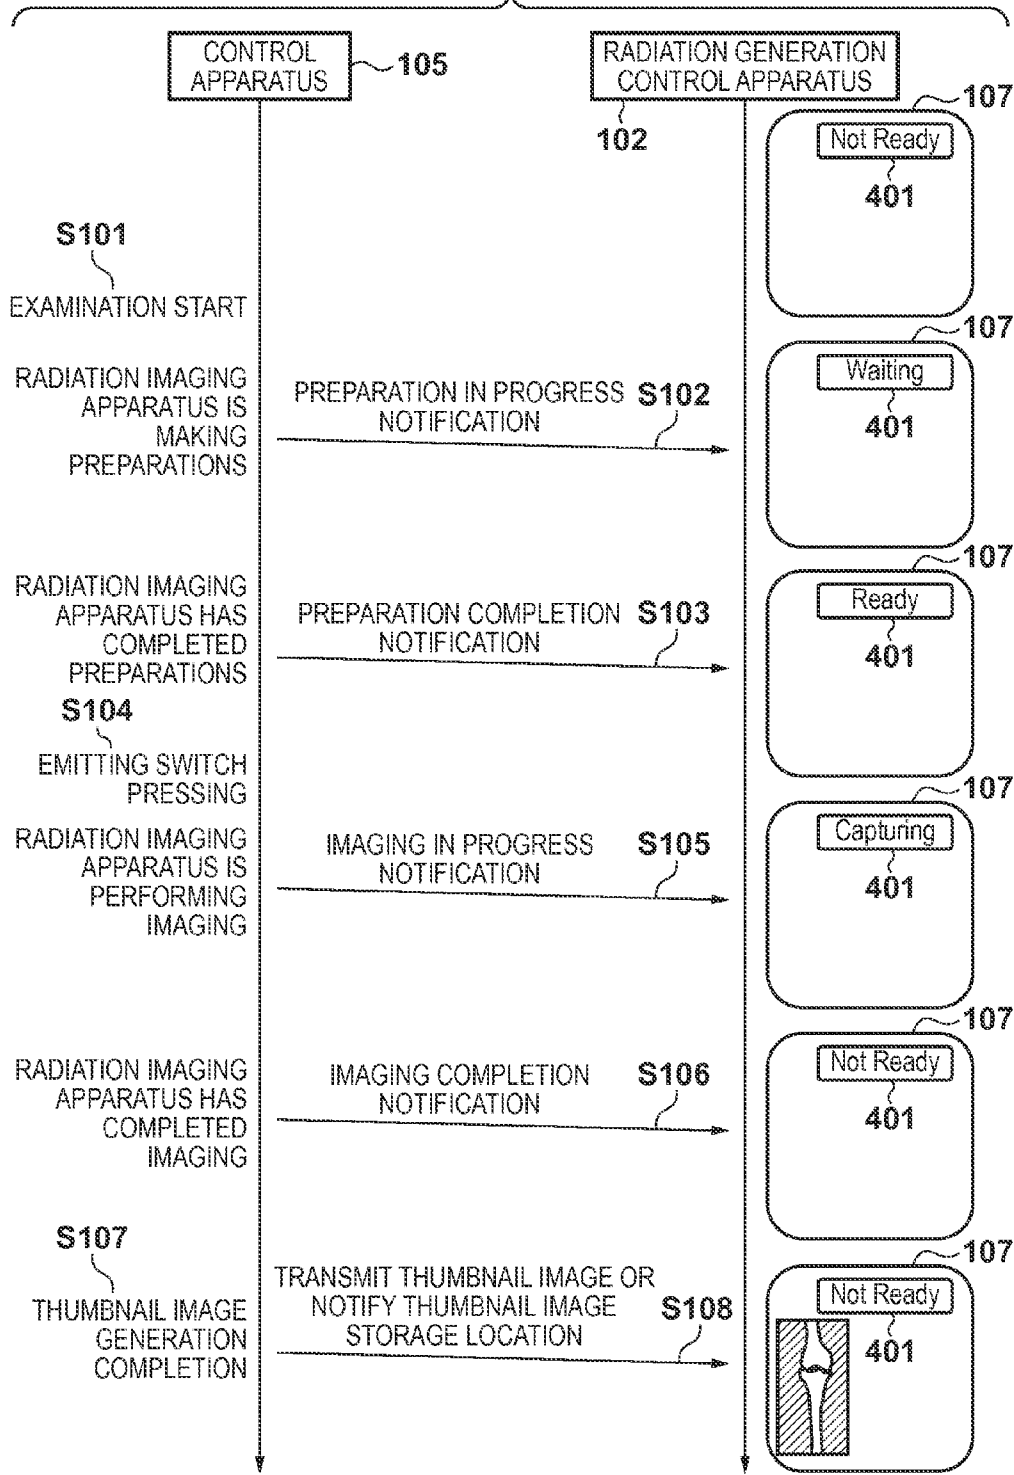 CONTROL
APPARATUS
105
RADIATION GENERATION
CONTROL APPARATUS
102
107
Not Ready
401
S101
EXAMINATION START
107
Waiting
401
RADIATION IMAGING
APPARATUS IS
MAKING
PREPARATIONS
PREPARATION IN PROGRESS
NOTIFICATION
S102
107
Ready
401
RADIATION IMAGING
APPARATUS HAS
COMPLETED
PREPARATIONS
PREPARATION COMPLETION
NOTIFICATION
S103
S104
EMITTING SWITCH
PRESSING
107
Capturing
401
RADIATION IMAGING
APPARATUS IS
PERFORMING
IMAGING
IMAGING IN PROGRESS
NOTIFICATION
S105
107
Not Ready
401
RADIATION IMAGING
APPARATUS HAS
COMPLETED
IMAGING
IMAGING COMPLETION
NOTIFICATION
S106
S107
THUMBNAIL IMAGE
GENERATION
COMPLETION
TRANSMIT THUMBNAIL IMAGE OR
NOTIFY THUMBNAIL IMAGE
STORAGE LOCATION
S108
107
Not Ready
401